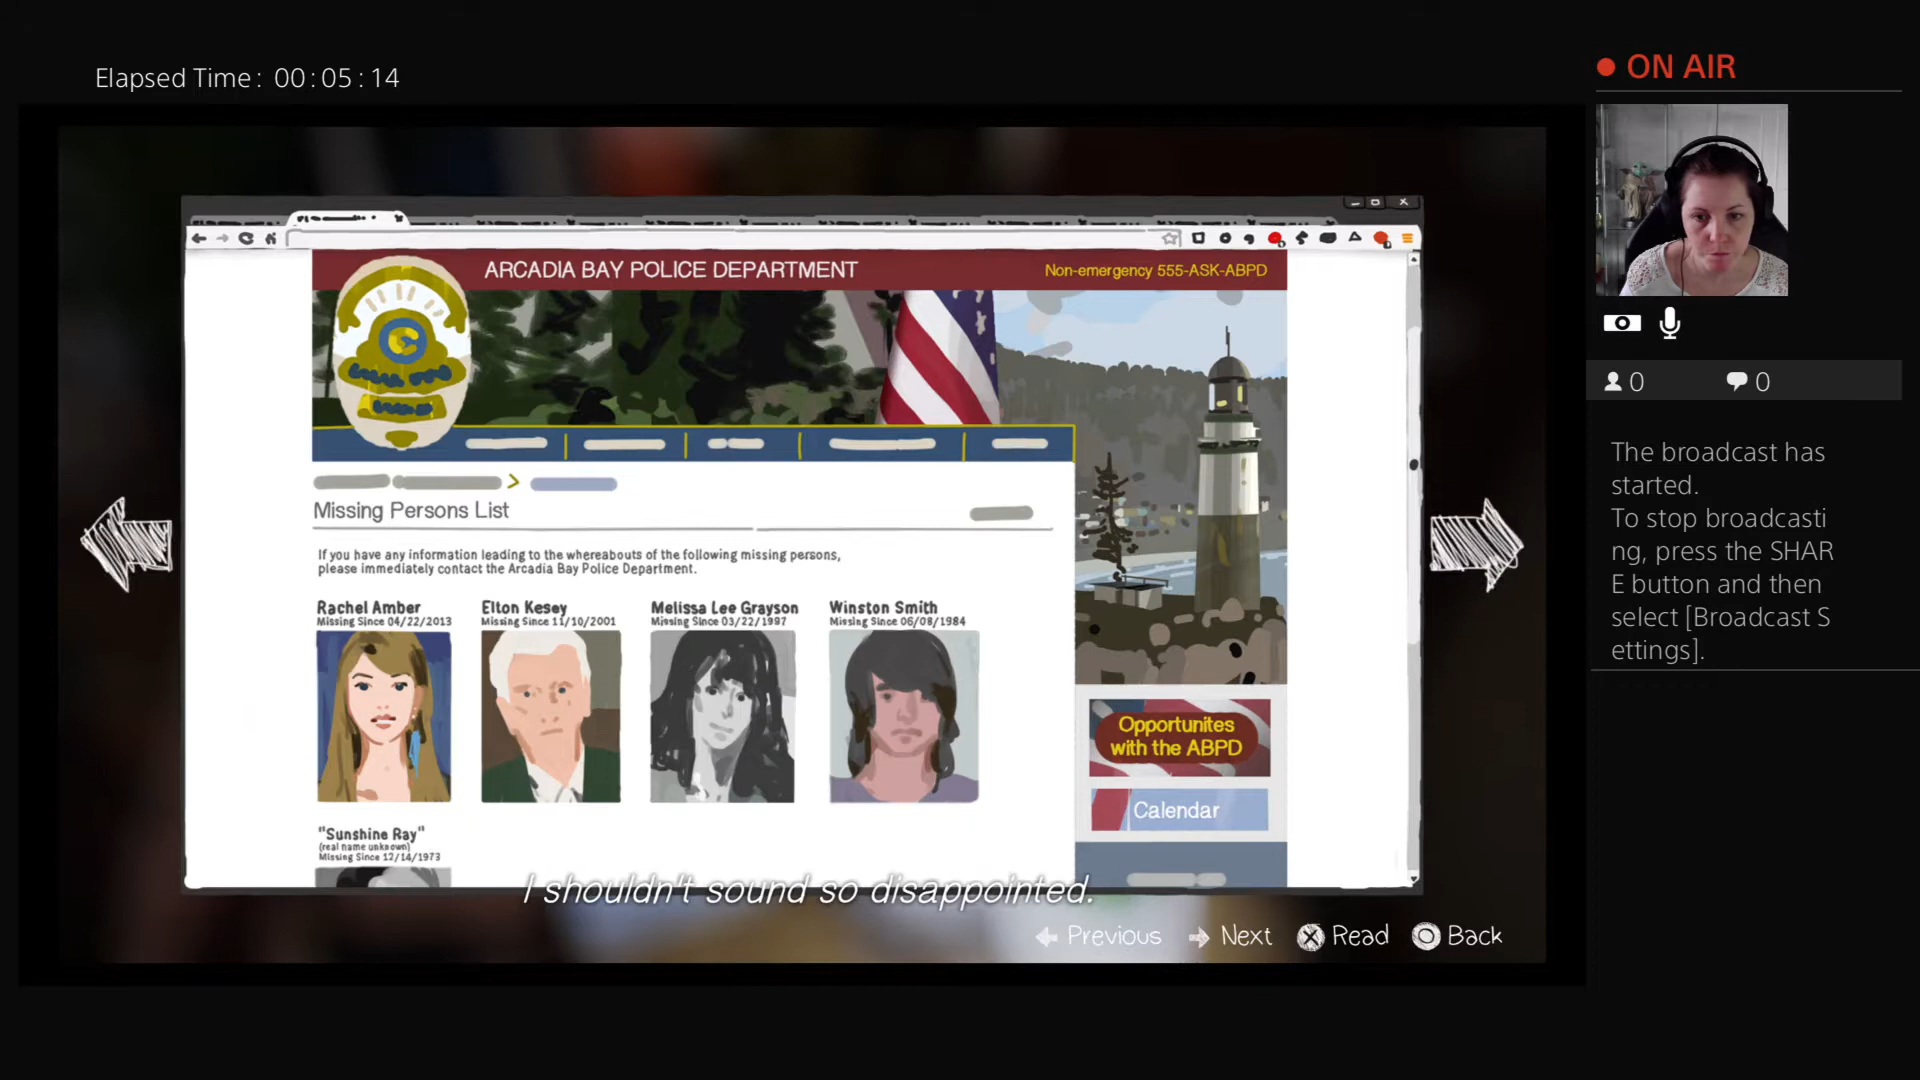 Elapsed Time: 00:05:14
ON AIR
ARCADIA BAY POLICE DEPARTMENT
Non-emergency 555-ASK-ABPD
0
0
The broadcast has
started.
To stop broadcasti
ng, press the SHAR
E button and then
select [Broadcast S
ettings].
Missing Persons List
If you have any information leading to the whereabouts of the following missing persons,
please immediately contact the Arcadia Bay Police Department.
Rachel Amber
Missing Since 04/22/2013
Elton Kesey
Missing Since 11/10/2001
Melissa Lee Grayson
Missing Since 03/22/1997
Winston Smith
Missing Since 06/08/1984
"Sunshine Ray"
(real name unknown)
Missing Since 12/14/1973
Opportunites
with the ABPD
Calendar
I shouldn't sound so disappointed.
Previous
Next
Read
Back